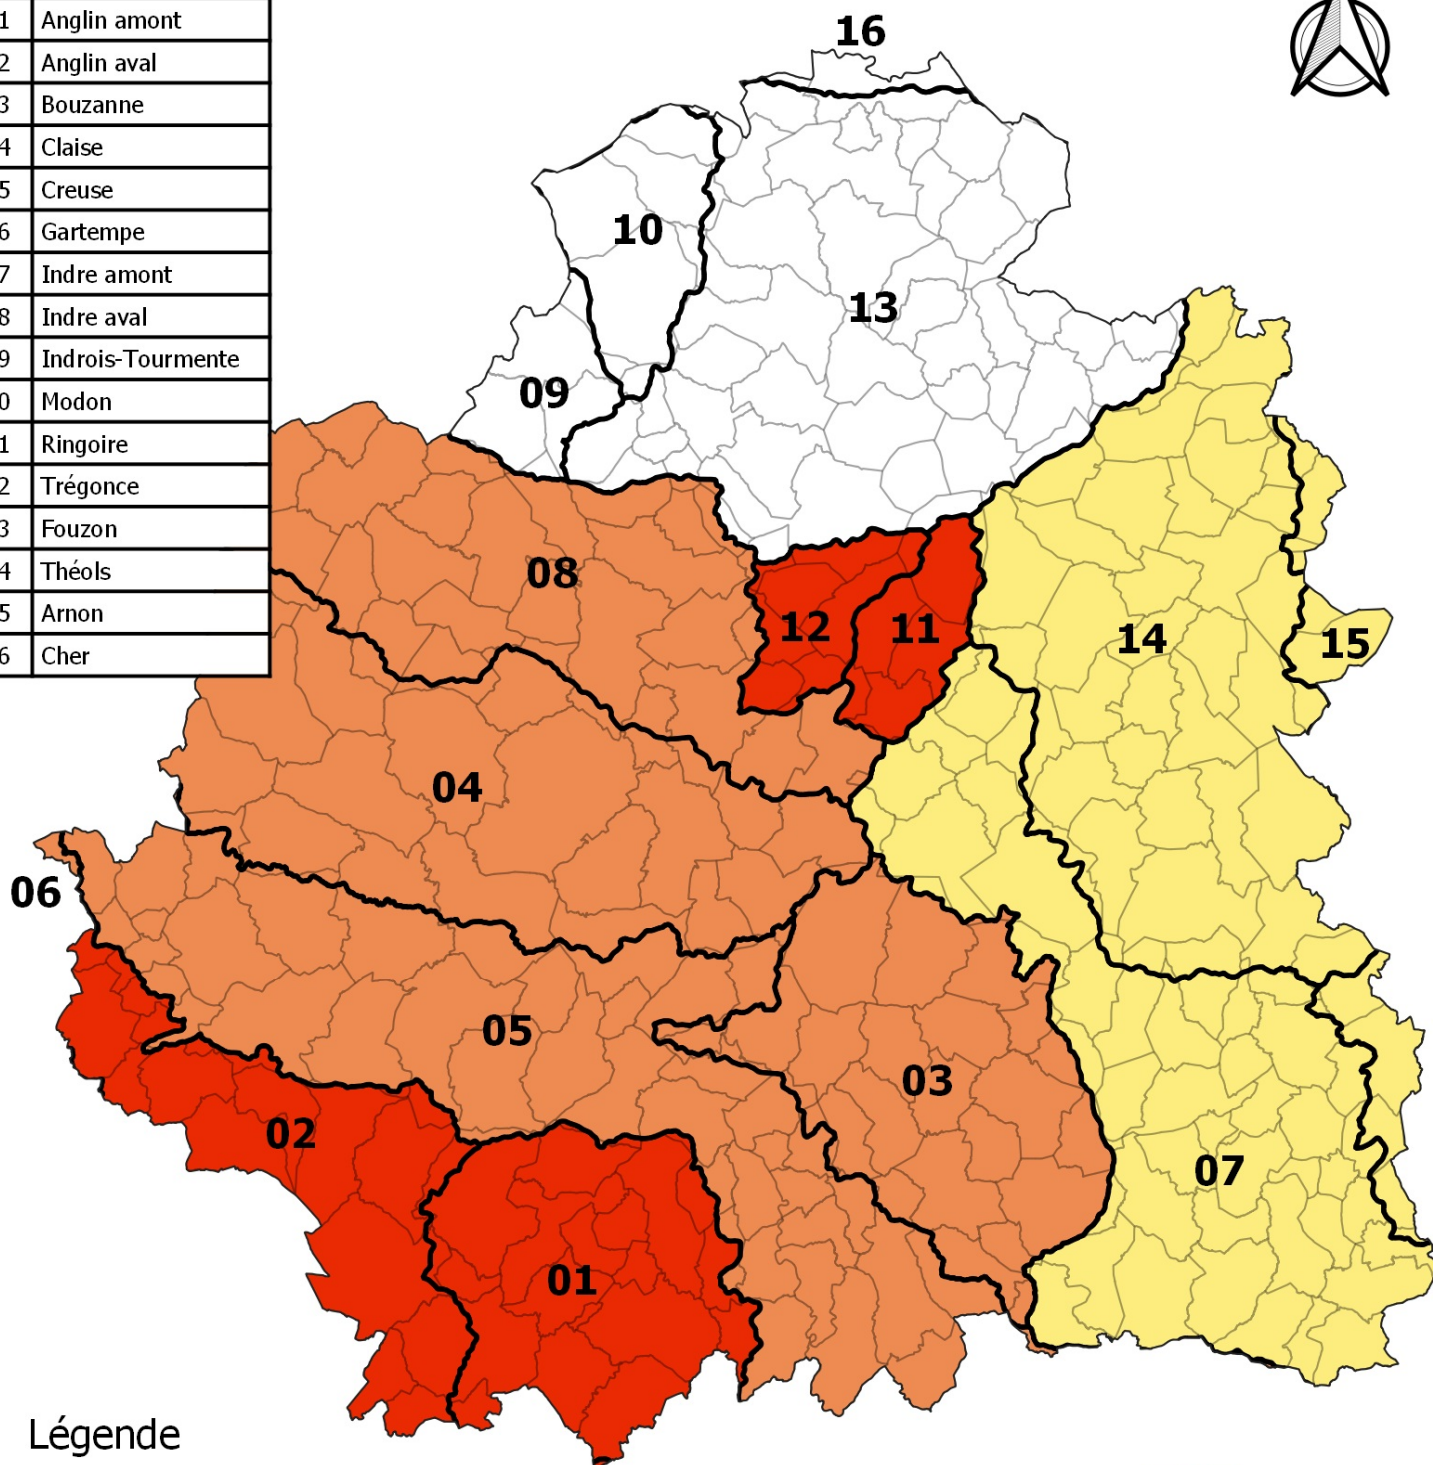 1 Anglin amont
2 Anglin aval
3 Bouzanne
4 Claise
5 Creuse
6 Gartempe
7 Indre amont
8 Indre aval
9 Indrois-Tourmente
0 Modon
1 Ringoire
2 Trégonce
3 Fouzon
4 Théols
5 Arnon
6 Cher
16
10
13
09
08
12
11
14
15
04
06
05
03
02
07
01
Légende